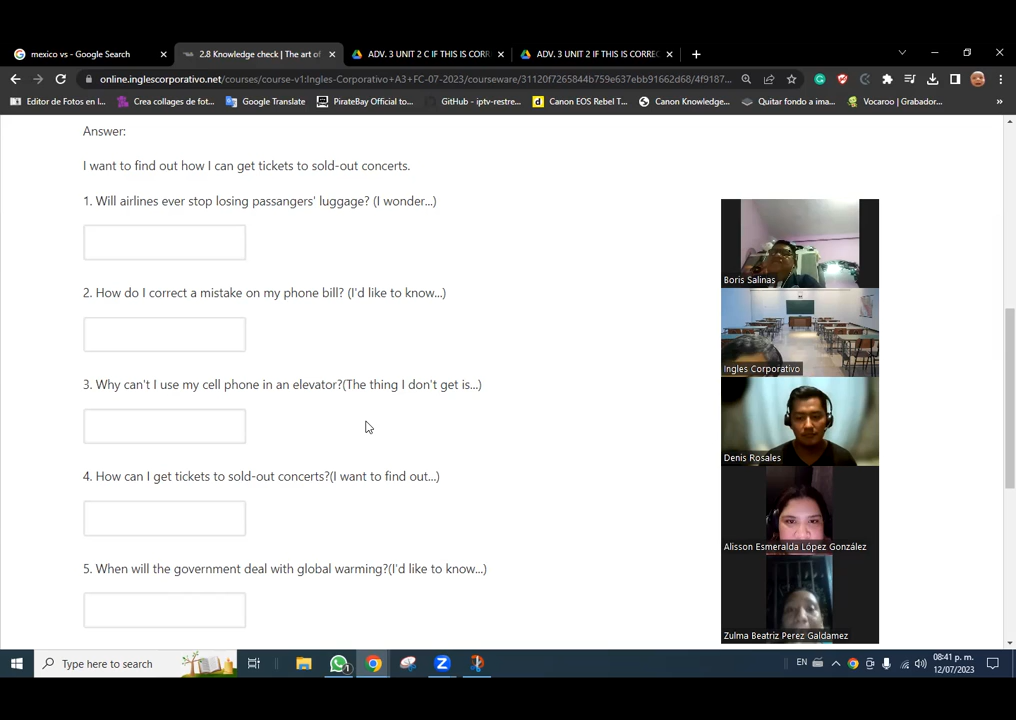 mexico vs - Google Search
2.8 Knowledge check | The art of
ADV. 3 UNIT 2 C IF THIS IS CORR
ADV. 3 UNIT 2 IF THIS IS CORREC
online.inglescorporativo.net/courses/course-v1:Ingles-Corporativo+A3+FC-07-2023/courseware/31120f7265844b759e637ebb91662d68/4f9187...
Editor de Fotos en l...
Crea collages de fot...
Google Translate
PirateBay Official to...
GitHub - iptv-restre...
Canon EOS Rebel T...
Canon Knowledge...
Quitar fondo a ima...
Vocaroo | Grabador...
Answer:
I want to find out how I can get tickets to sold-out concerts.
1. Will airlines ever stop losing passangers' luggage? (I wonder...)
2. How do I correct a mistake on my phone bill? (I'd like to know...)
3. Why can't I use my cell phone in an elevator?(The thing I don't get is...)
4. How can I get tickets to sold-out concerts?(I want to find out...)
5. When will the government deal with global warming?(I'd like to know...)
Boris Salinas
Ingles Corporativo
Denis Rosales
Alisson Esmeralda López González
Zulma Beatriz Perez Galdamez
Type here to search
1
EN
08:41 p. m.
12/07/2023